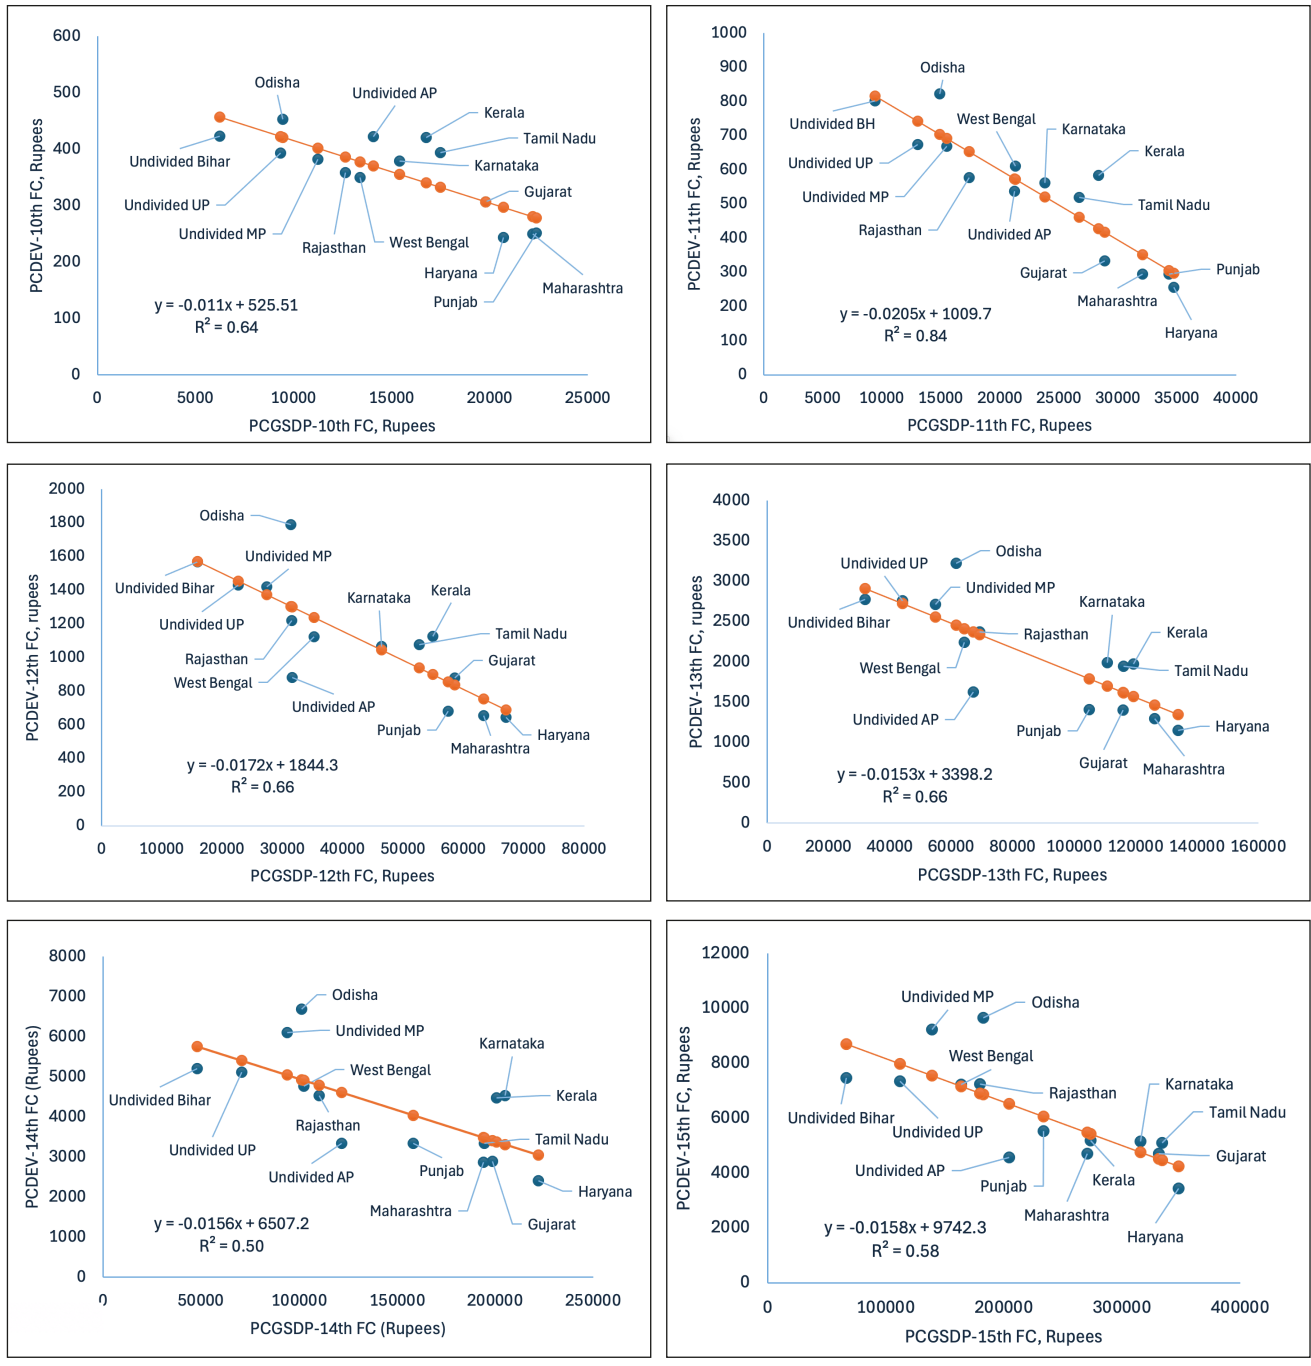 600
500
400
300
200
100
0
PCDEV-10th FC, Rupees
Odisha
Undivided AP
Kerala
Tamil Nadu
Undivided Bihar
Karnataka
Gujarat
Undivided UP
Undivided MP
Rajasthan
West Bengal
Haryana
Punjab
Maharashtra
y = -0.011x + 525.51
R² = 0.64
0 5000 10000 15000 20000 25000
PCGSDP-10th FC, Rupees
1000
900
800
700
600
500
400
300
200
100
0
PCDEV-11th FC, Rupees
Odisha
Undivided BH
West Bengal
Karnataka
Kerala
Undivided UP
Undivided MP
Tamil Nadu
Rajasthan
Undivided AP
Gujarat
Punjab
Maharashtra
Haryana
y = -0.0205x + 1009.7
R² = 0.84
0 5000 10000 15000 20000 25000 30000 35000 40000
PCGSDP-11th FC, Rupees
2000
1800
1600
1400
1200
1000
800
600
400
200
0
PCDEV-12th FC, rupees
Odisha
Undivided MP
Undivided Bihar
Karnataka
Kerala
Undivided UP
Tamil Nadu
Rajasthan
Gujarat
West Bengal
Undivided AP
Punjab
Haryana
Maharashtra
y = -0.0172x + 1844.3
R² = 0.66
0 10000 20000 30000 40000 50000 60000 70000 80000
PCGSDP-12th FC, Rupees
4000
3500
3000
2500
2000
1500
1000
500
0
PCDEV-13th FC, rupees
Odisha
Undivided UP
Undivided MP
Karnataka
Undivided Bihar
Rajasthan
Kerala
West Bengal
Tamil Nadu
Undivided AP
Punjab
Haryana
Gujarat
Maharashtra
y = -0.0153x + 3398.2
R² = 0.66
0 20000 40000 60000 80000 100000 120000 140000 160000
PCGSDP-13th FC, Rupees
8000
7000
6000
5000
4000
3000
2000
1000
0
PCDEV-14th FC (Rupees)
Odisha
Undivided MP
Karnataka
West Bengal
Undivided Bihar
Kerala
Rajasthan
Tamil Nadu
Undivided UP
Undivided AP
Punjab
Haryana
Maharashtra
Gujarat
y = -0.0156x + 6507.2
R² = 0.50
0 50000 100000 150000 200000 250000
PCGSDP-14th FC (Rupees)
12000
10000
8000
6000
4000
2000
0
PCDEV-15th FC, Rupees
Undivided MP
Odisha
West Bengal
Karnataka
Rajasthan
Tamil Nadu
Undivided Bihar
Undivided UP
Gujarat
Undivided AP
Kerala
Punjab
Maharashtra
Haryana
y = -0.0158x + 9742.3
R² = 0.58
0 100000 200000 300000 400000
PCGSDP-15th FC, Rupees